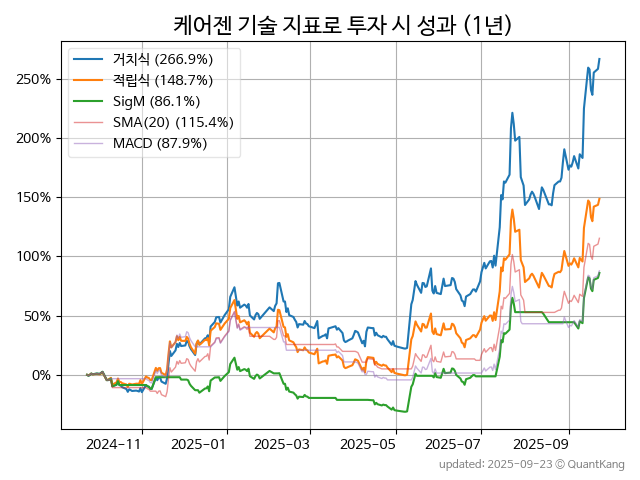 케어젠 기술 지표로 투자 시 성과 (1년)
거치식 (266.9%)
적립식 (148.7%)
SigM (86.1%)
SMA(20) (115.4%)
MACD (87.9%)
250%
200%
150%
100%
50%
0%
2024-11 2025-01 2025-03 2025-05 2025-07 2025-09
updated: 2025-09-23 © QuantKang